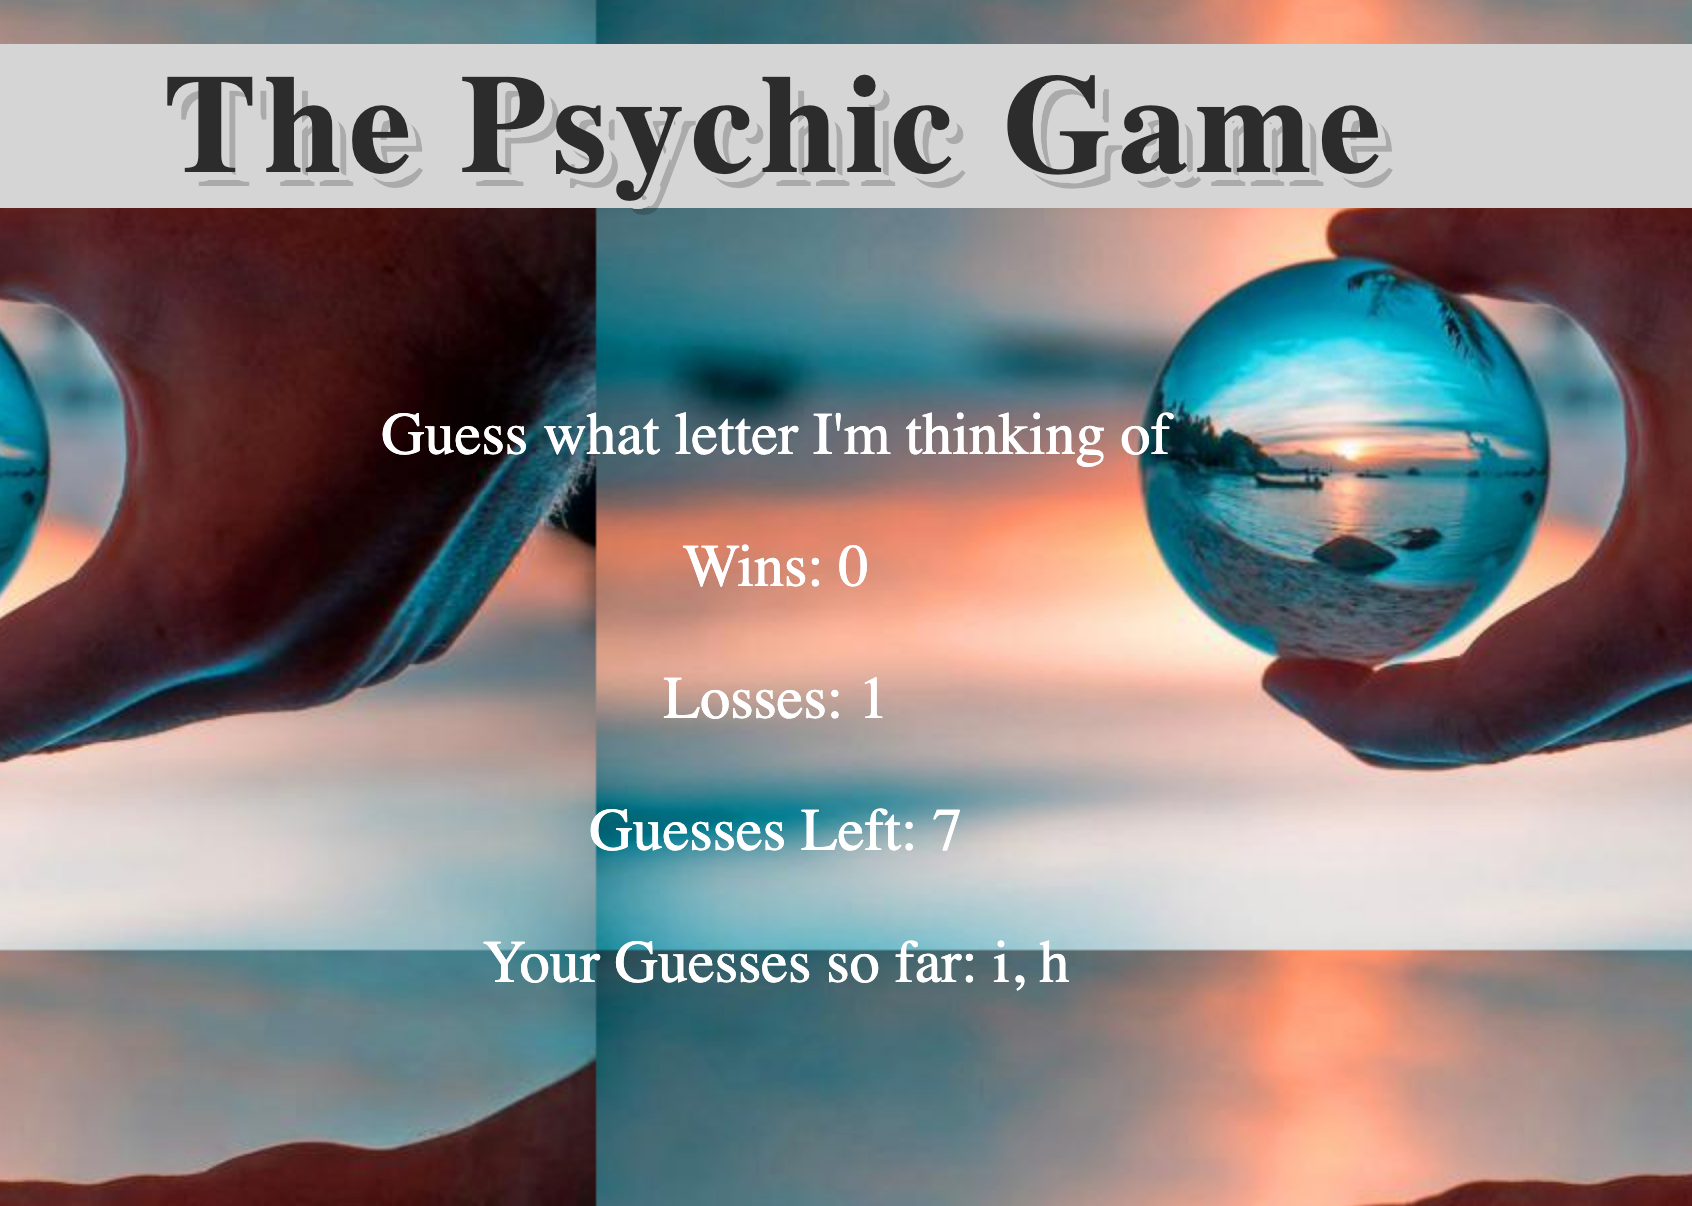 The Psychic Game
Guess what letter I'm thinking of
Wins: 0
Losses: 1
Guesses Left: 7
Your Guesses so far: i, h